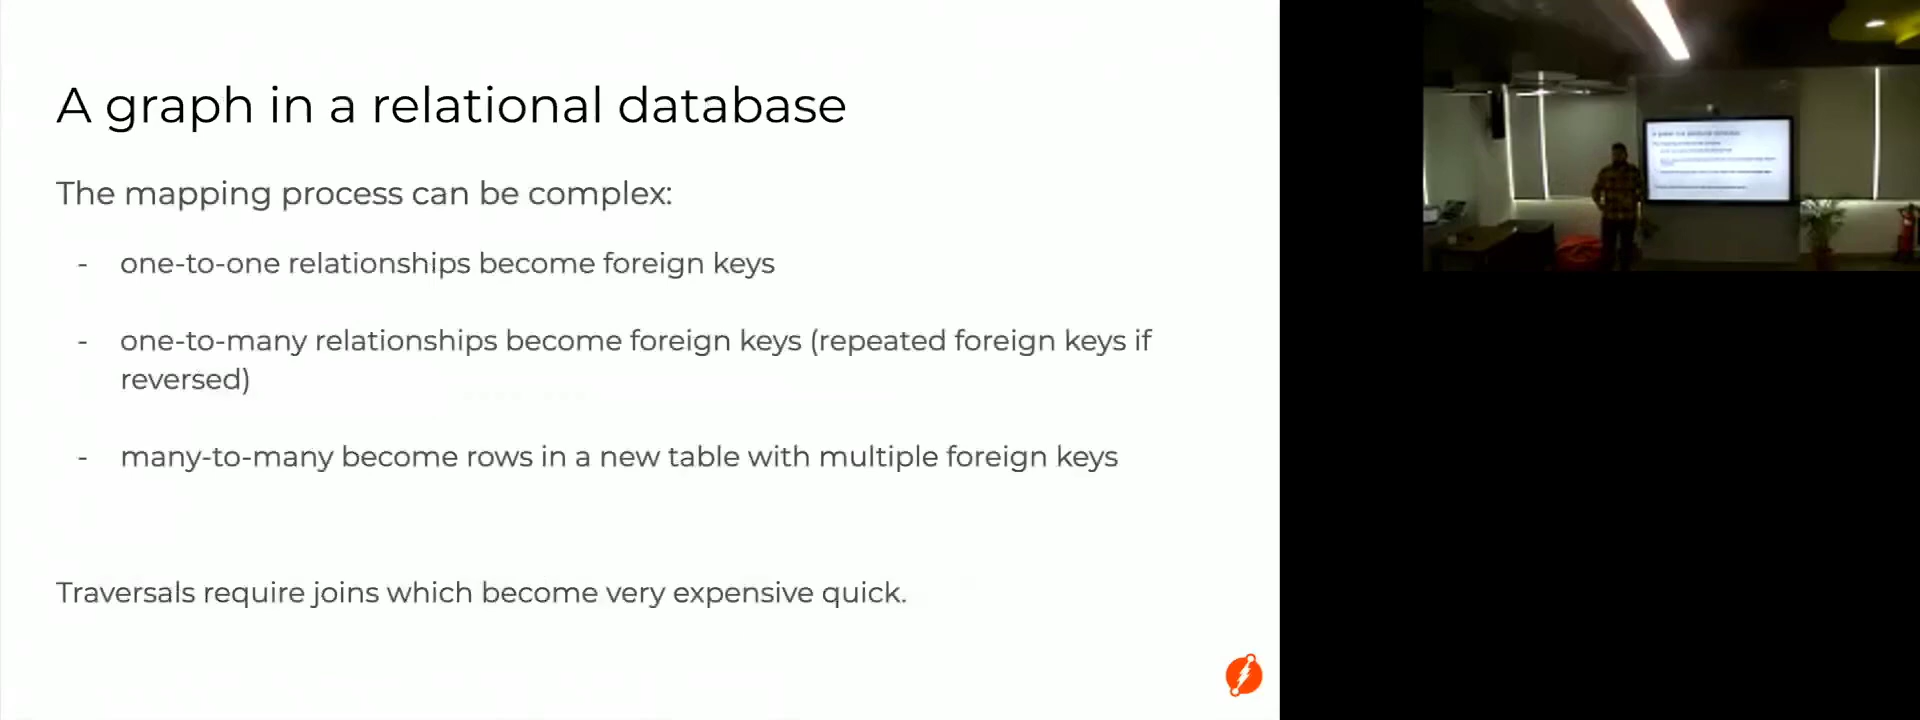 A graph in a relational database
The mapping process can be complex:
- one-to-one relationships become foreign keys
- one-to-many relationships become foreign keys (repeated foreign keys if
reversed)
- many-to-many become rows in a new table with multiple foreign keys
Traversals require joins which become very expensive quick.